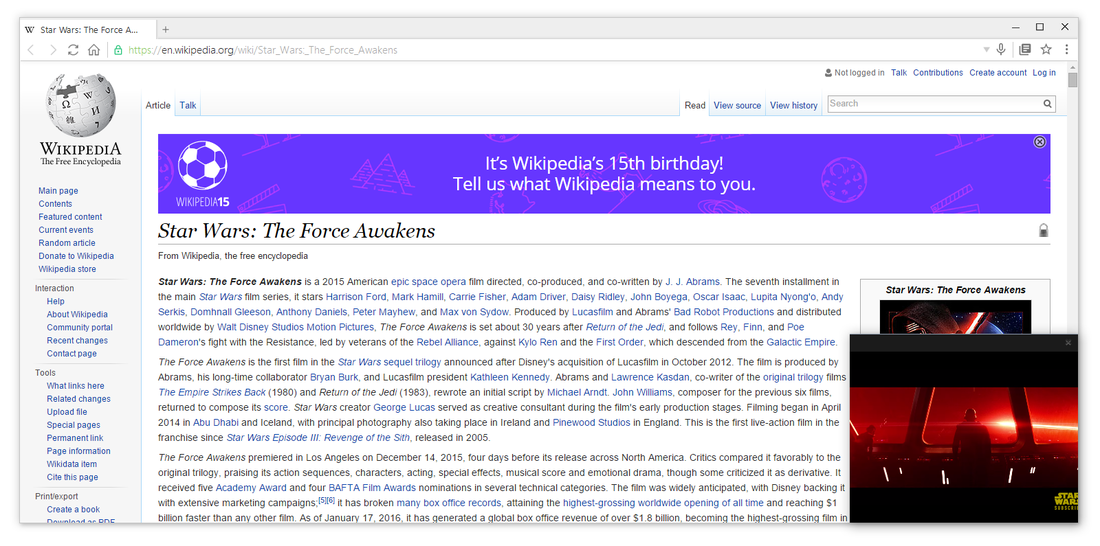 Star Wars: The Force A...
https://en.wikipedia.org/wiki/Star_Wars:_The_Force_Awakens
Not logged in Talk Contributions Create account Log in
Article Talk
Read View source View history
Search
WIKIPEDIA
The Free Encyclopedia
Main page
Contents
Featured content
Current events
Random article
Donate to Wikipedia
Wikipedia store
Interaction
Help
About Wikipedia
Community portal
Recent changes
Contact page
Tools
What links here
Related changes
Upload file
Special pages
Permanent link
Page information
Wikidata item
Cite this page
Print/export
Create a book
Download as PDF
WIKIPEDIA15
It's Wikipedia's 15th birthday!
Tell us what Wikipedia means to you.
Star Wars: The Force Awakens
From Wikipedia, the free encyclopedia
Star Wars: The Force Awakens is a 2015 American epic space opera film directed, co-produced, and co-written by J. J. Abrams. The seventh installment in
the main Star Wars film series, it stars Harrison Ford, Mark Hamill, Carrie Fisher, Adam Driver, Daisy Ridley, John Boyega, Oscar Isaac, Lupita Nyong'o, Andy
Serkis, Domhnall Gleeson, Anthony Daniels, Peter Mayhew, and Max von Sydow. Produced by Lucasfilm and Abrams' Bad Robot Productions and distributed
worldwide by Walt Disney Studios Motion Pictures, The Force Awakens is set about 30 years after Return of the Jedi, and follows Rey, Finn, and Poe
Dameron's fight with the Resistance, led by veterans of the Rebel Alliance, against Kylo Ren and the First Order, which descended from the Galactic Empire.
The Force Awakens is the first film in the Star Wars sequel trilogy announced after Disney's acquisition of Lucasfilm in October 2012. The film is produced by
Abrams, his long-time collaborator Bryan Burk, and Lucasfilm president Kathleen Kennedy. Abrams and Lawrence Kasdan, co-writer of the original trilogy films
The Empire Strikes Back (1980) and Return of the Jedi (1983), rewrote an initial script by Michael Arndt. John Williams, composer for the previous six films,
returned to compose its score. Star Wars creator George Lucas served as creative consultant during the film's early production stages. Filming began in April
2014 in Abu Dhabi and Iceland, with principal photography also taking place in Ireland and Pinewood Studios in England. This is the first live-action film in the
franchise since Star Wars Episode III: Revenge of the Sith, released in 2005.
The Force Awakens premiered in Los Angeles on December 14, 2015, four days before its release across North America. Critics compared it favorably to the
original trilogy, praising its action sequences, characters, acting, special effects, musical score and emotional drama, though some criticized it as derivative. It
received five Academy Award and four BAFTA Film Awards nominations in several technical categories. The film was widely anticipated, with Disney backing it
with extensive marketing campaigns;[5][6] it has broken many box office records, attaining the highest-grossing worldwide opening of all time and reaching $1
billion faster than any other film. As of January 17, 2016, it has generated a global box office revenue of over $1.8 billion, becoming the highest-grossing film in
Star Wars: The Force Awakens
STAR
WARS
SUBSCRIBE